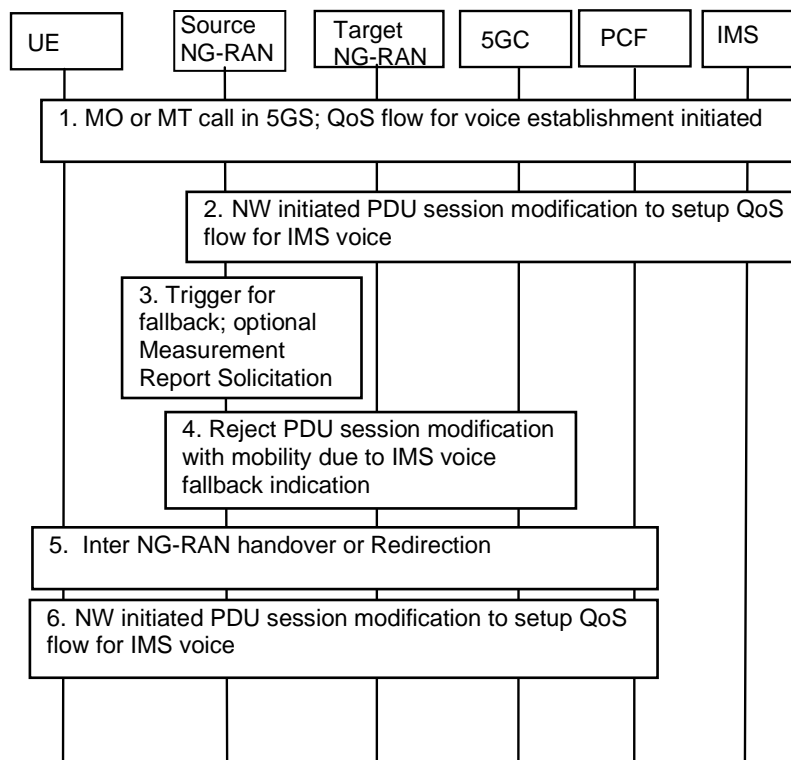 UE
Source
NG-RAN
Target
NG-RAN
5GC
PCF
IMS
1. MO or MT call in 5GS; QoS flow for voice establishment initiated
2. NW initiated PDU session modification to setup QoS
flow for IMS voice
3. Trigger for
fallback; optional
Measurement
Report Solicitation
4. Reject PDU session modification
with mobility due to IMS voice
fallback indication
5. Inter NG-RAN handover or Redirection
6. NW initiated PDU session modification to setup QoS
flow for IMS voice